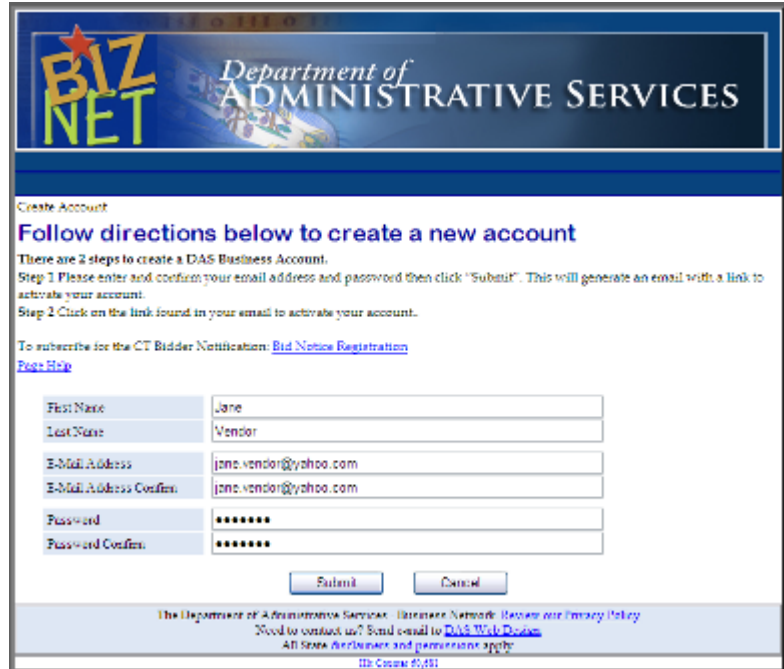 BIZ
NET
Department of
ADMINISTRATIVE SERVICES
Create Account
Follow directions below to create a new account
There are 2 steps to create a DAS Business Account.
Step 1 Please enter and confirm your email address and password then click "Submit". This will generate an email with a link to
activate your account.
Step 2 Click on the link found in your email to activate your account.
To subscribe for the CT Bidder Notification: Bid Notice Registration
Page Help
First Name Jane
Last Name Vendor
E-Mail Address jane.vendor@yahoo.com
E-Mail Address Confirm jane.vendor@yahoo.com
Password •••••••
Password Confirm •••••••
Submit Cancel
The Department of Administrative Services - Business Network Review our Privacy Policy
Need to contact us? Send e-mail to DAS Web Design
All State disclaimers and permissions apply
Hit Counter